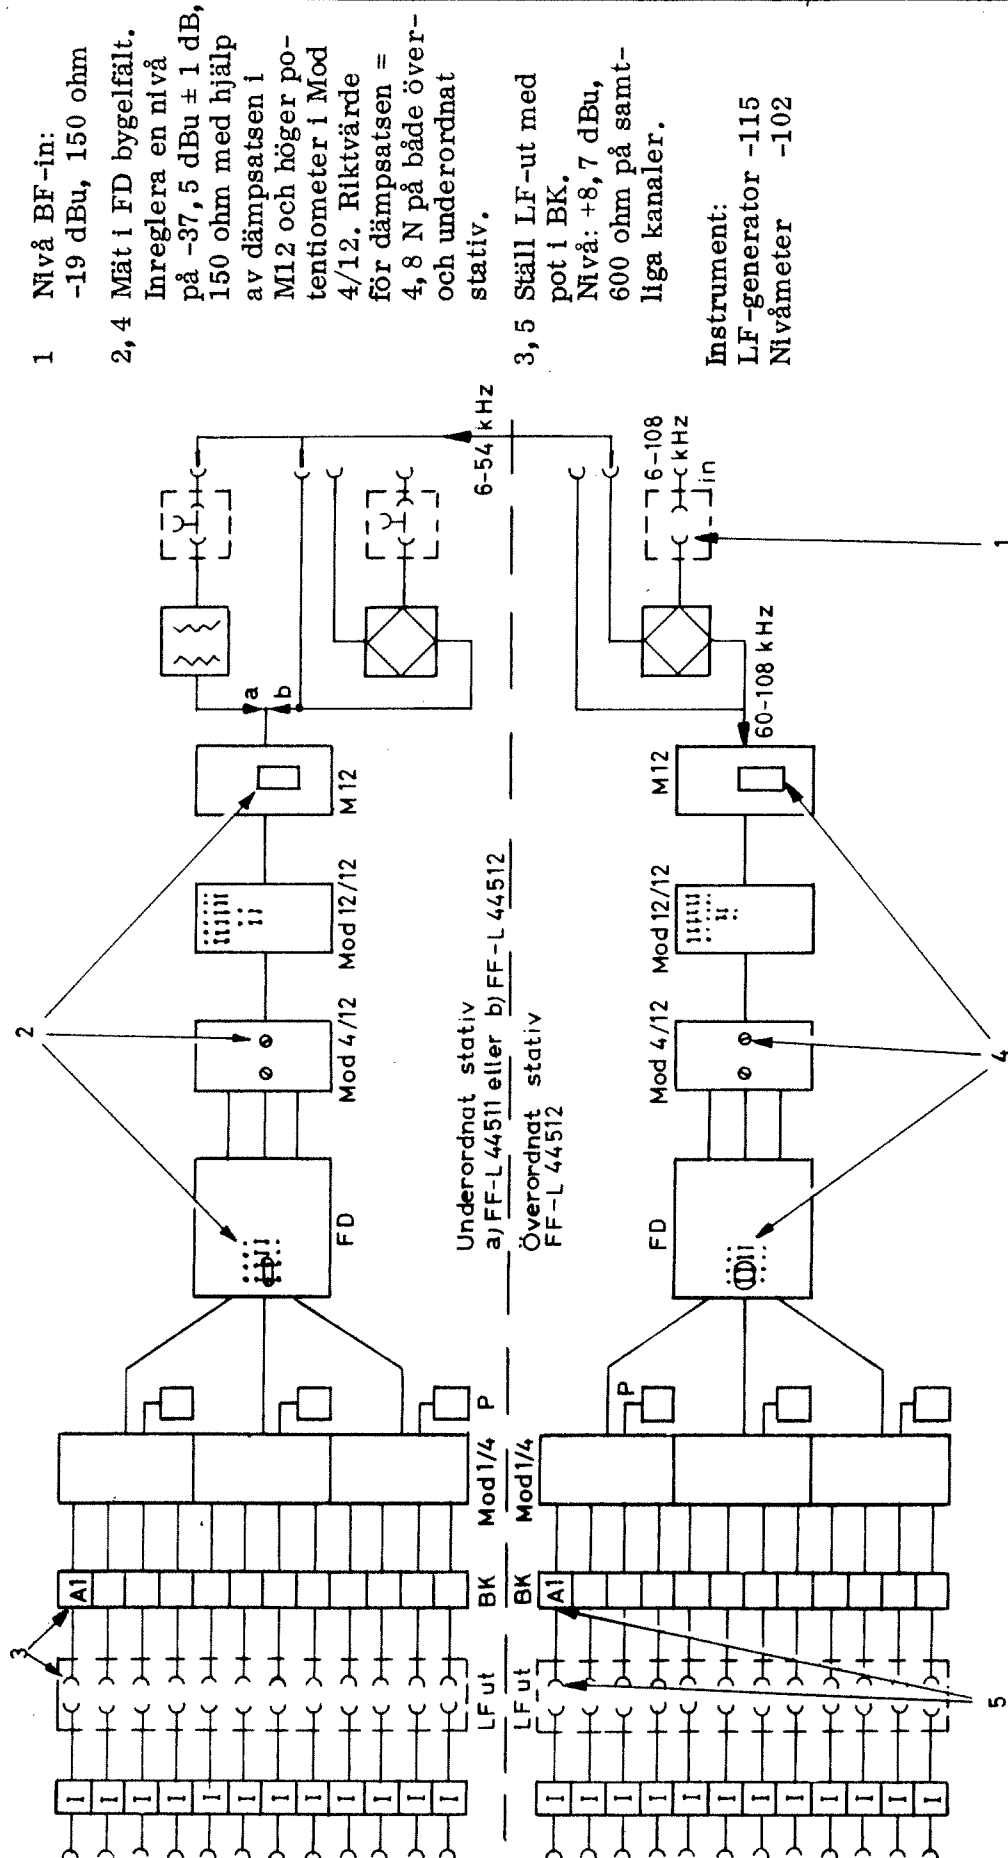 1 Nivå BF-in:
-19 dBu, 150 ohm
2,4 Mät i FD bygelfält.
Inreglera en nivå
på -37,5 dBu ± 1 dB,
150 ohm med hjälp
av dämpsatsen i
M12 och höger po-
tentiometer i Mod
4/12. Riktvärde
för dämpsatsen =
4,8 N på både över-
och underordnat
stativ.
3,5 Ställ LF-ut med
pot i BK.
Nivå: +8,7 dBu,
600 ohm på samt-
liga kanaler.
Instrument:
LF-generator -115
Nivåmeter -102
3
2
A1
I
I
I
I
I
I
I
I
I
I
I
I
LF ut
BK
Mod 1/4
P
FD
Mod 4/12
Mod 12/12
M12
a
b
6-54 kHz
Underordnat stativ
a) FF-L 44511 eller b) FF-L 44512
Överordnat stativ
FF-L 44512
LF ut
BK
Mod 1/4
A1
P
FD
Mod 4/12
Mod 12/12
M12
60-108 kHz
6-108
kHz
in
I
I
I
I
I
I
I
I
I
I
I
I
5
4
1